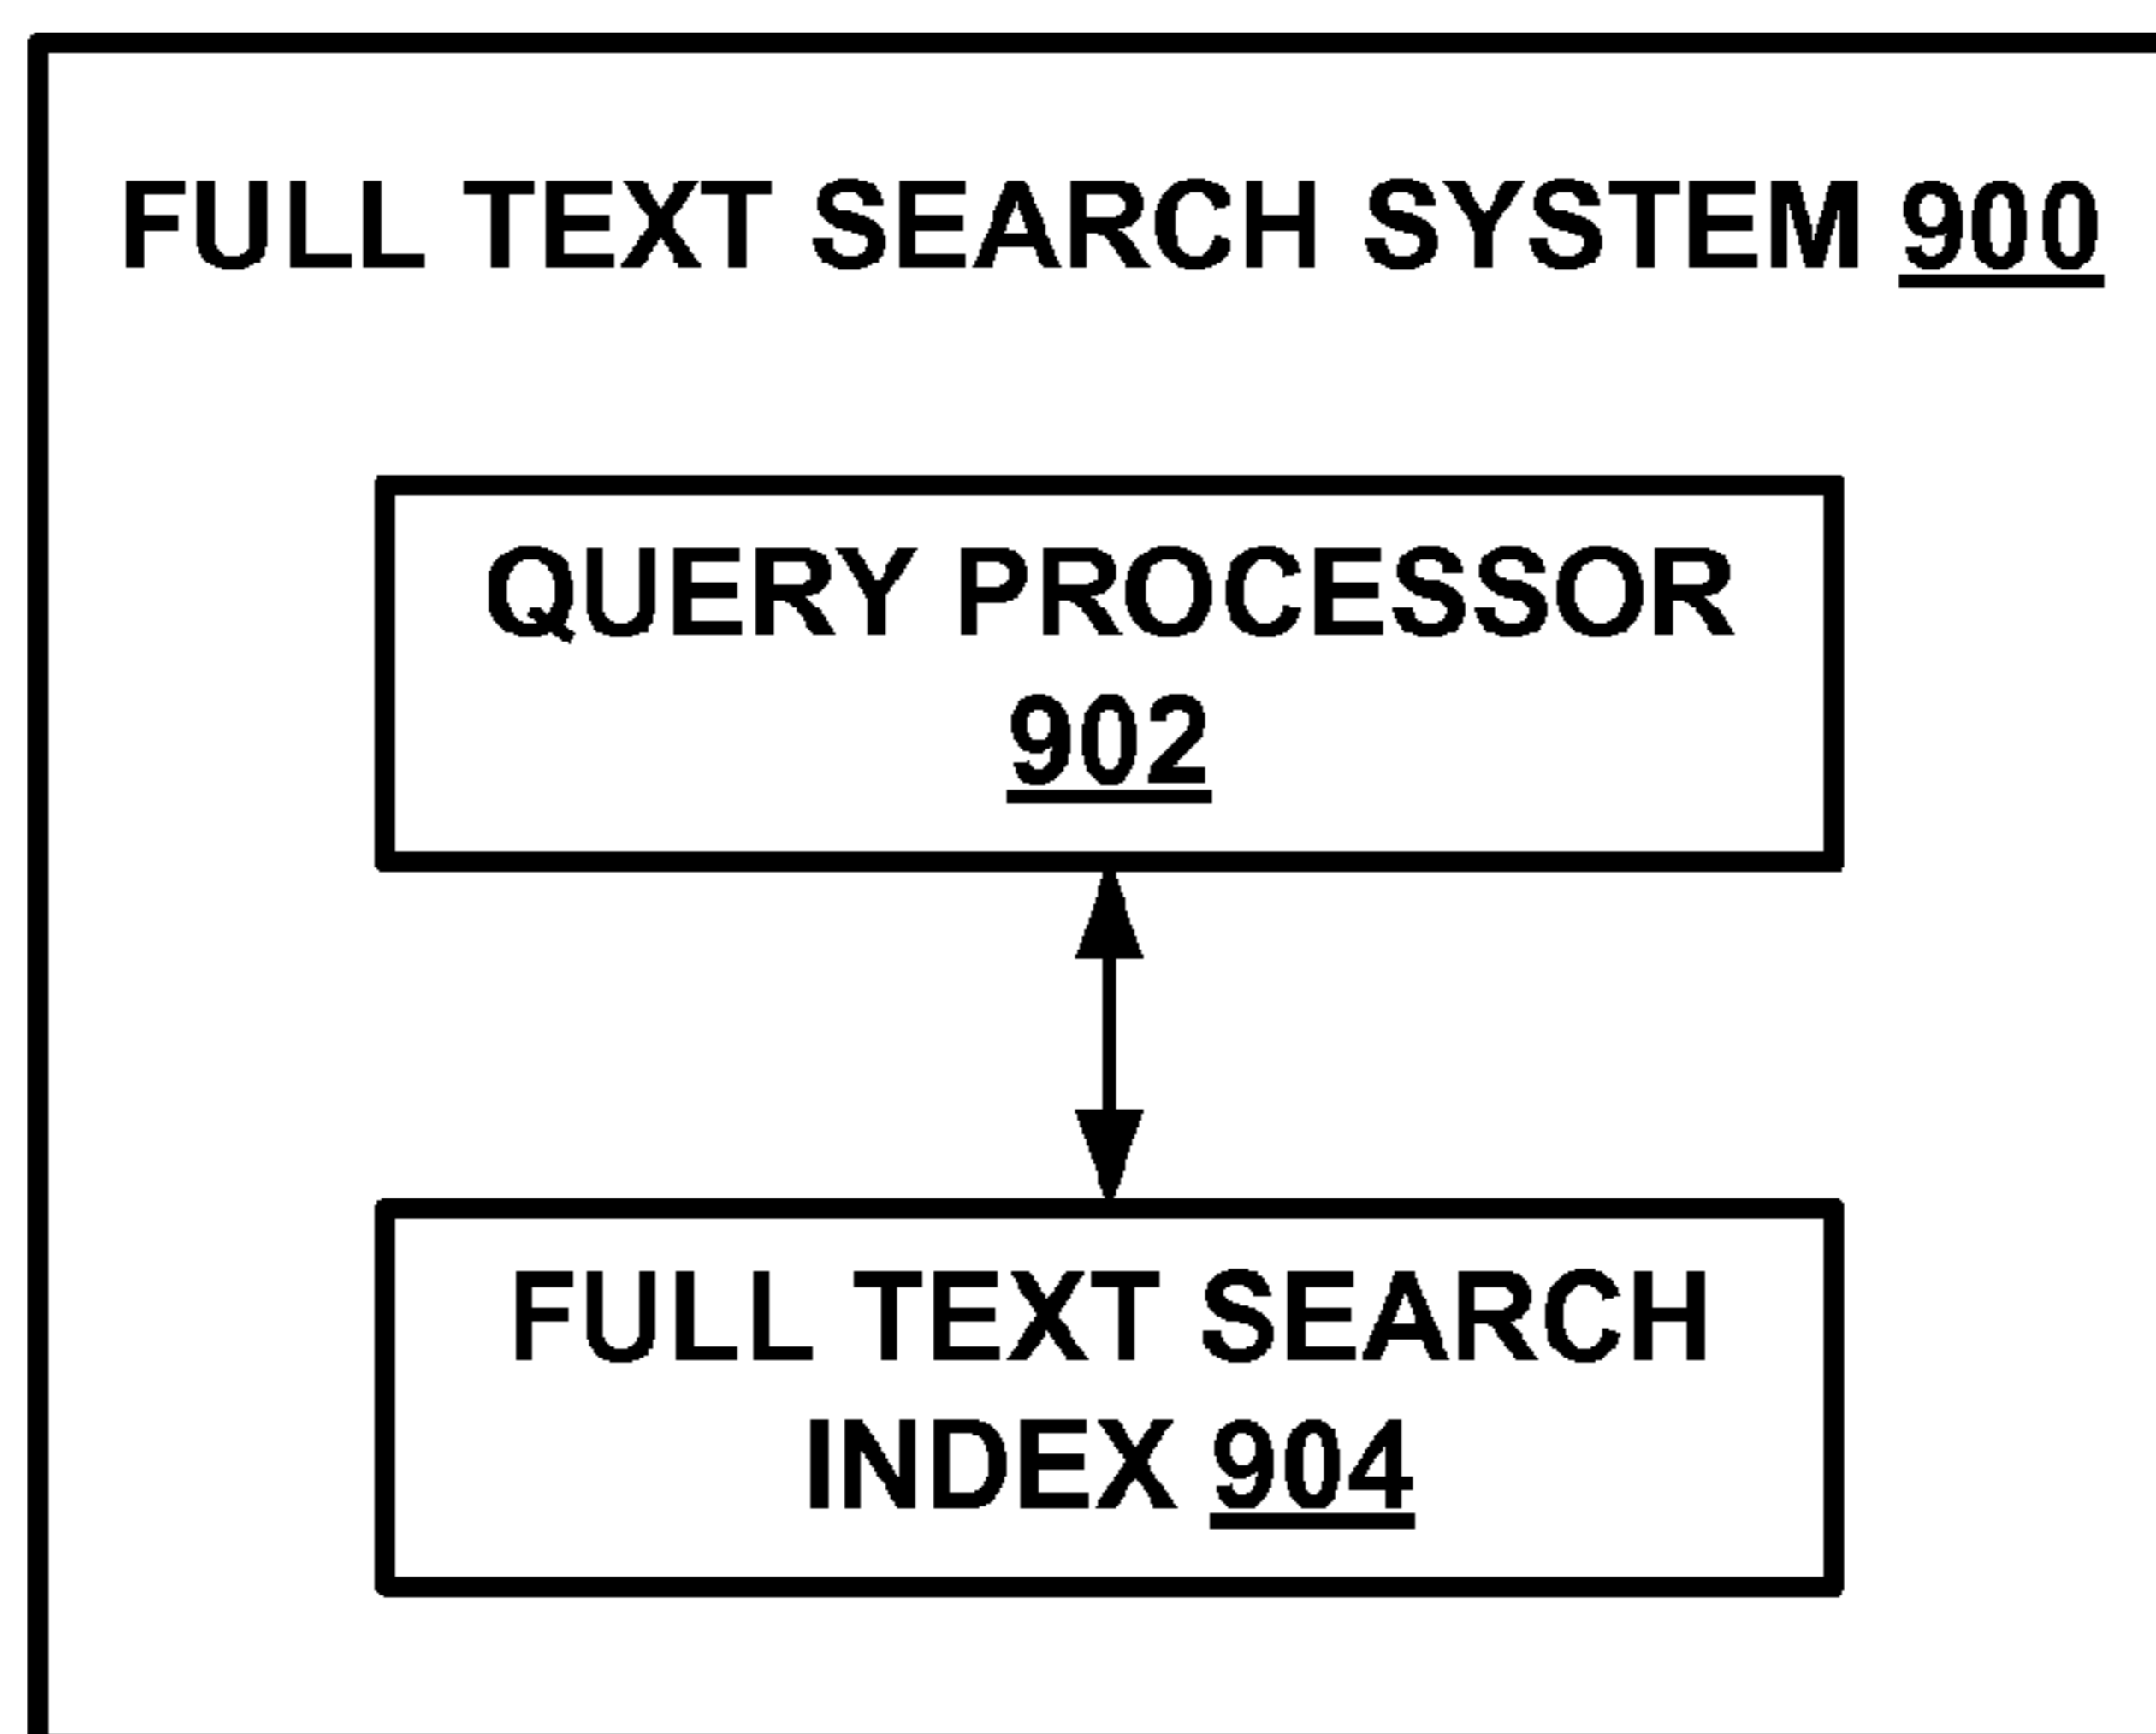 FULL TEXT SEARCH SYSTEM 900
QUERY PROCESSOR
902
FULL TEXT SEARCH
INDEX 904